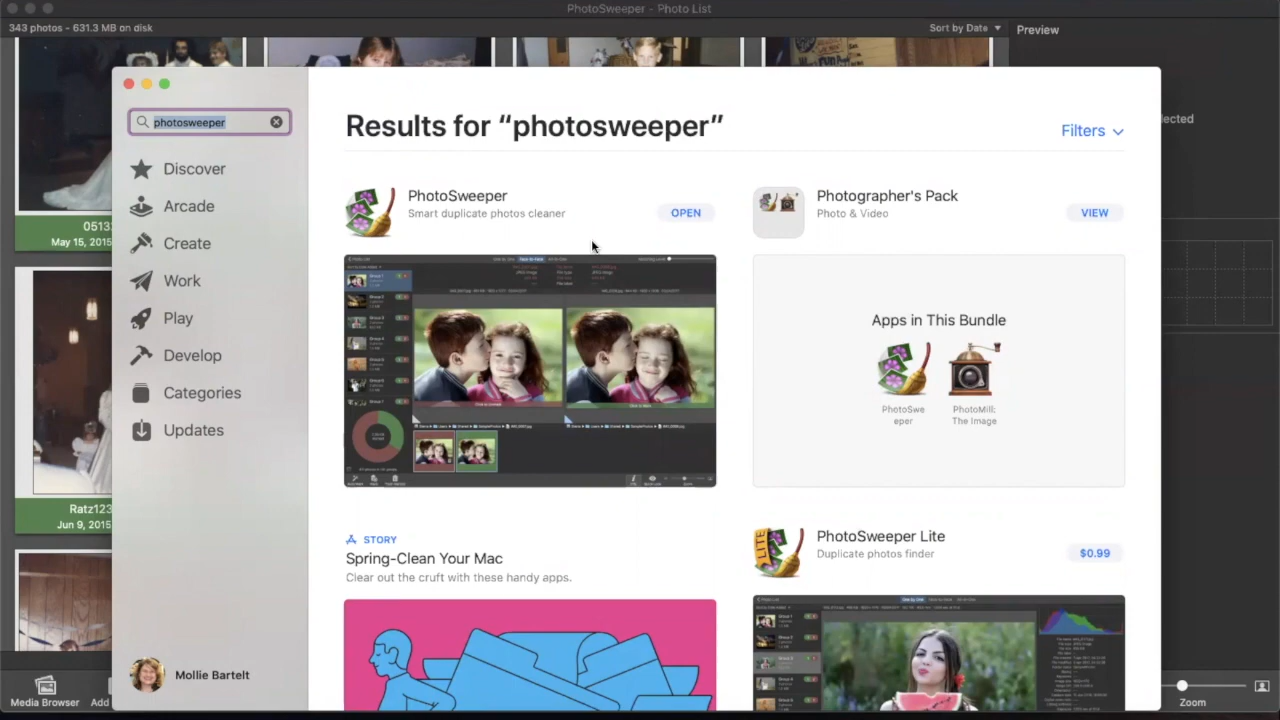 PhotoSweeper - Photo List
343 photos - 631.3 MB on disk
Sort by Date
Preview
photosweeper
Results for “photosweeper”
Filters
lected
Discover
Arcade
Create
Work
Play
Develop
Categories
Updates
PhotoSweeper
Smart duplicate photos cleaner
OPEN
Photographer's Pack
Photo & Video
VIEW
0513
May 15, 2015
Apps in This Bundle
PhotoSwe
eper
PhotoMill:
The Image
Ratz123
Jun 9, 2015
STORY
Spring-Clean Your Mac
Clear out the cruft with these handy apps.
LITE
PhotoSweeper Lite
Duplicate photos finder
$0.99
Mollie Bartelt
Media Browser
Add
Zoom